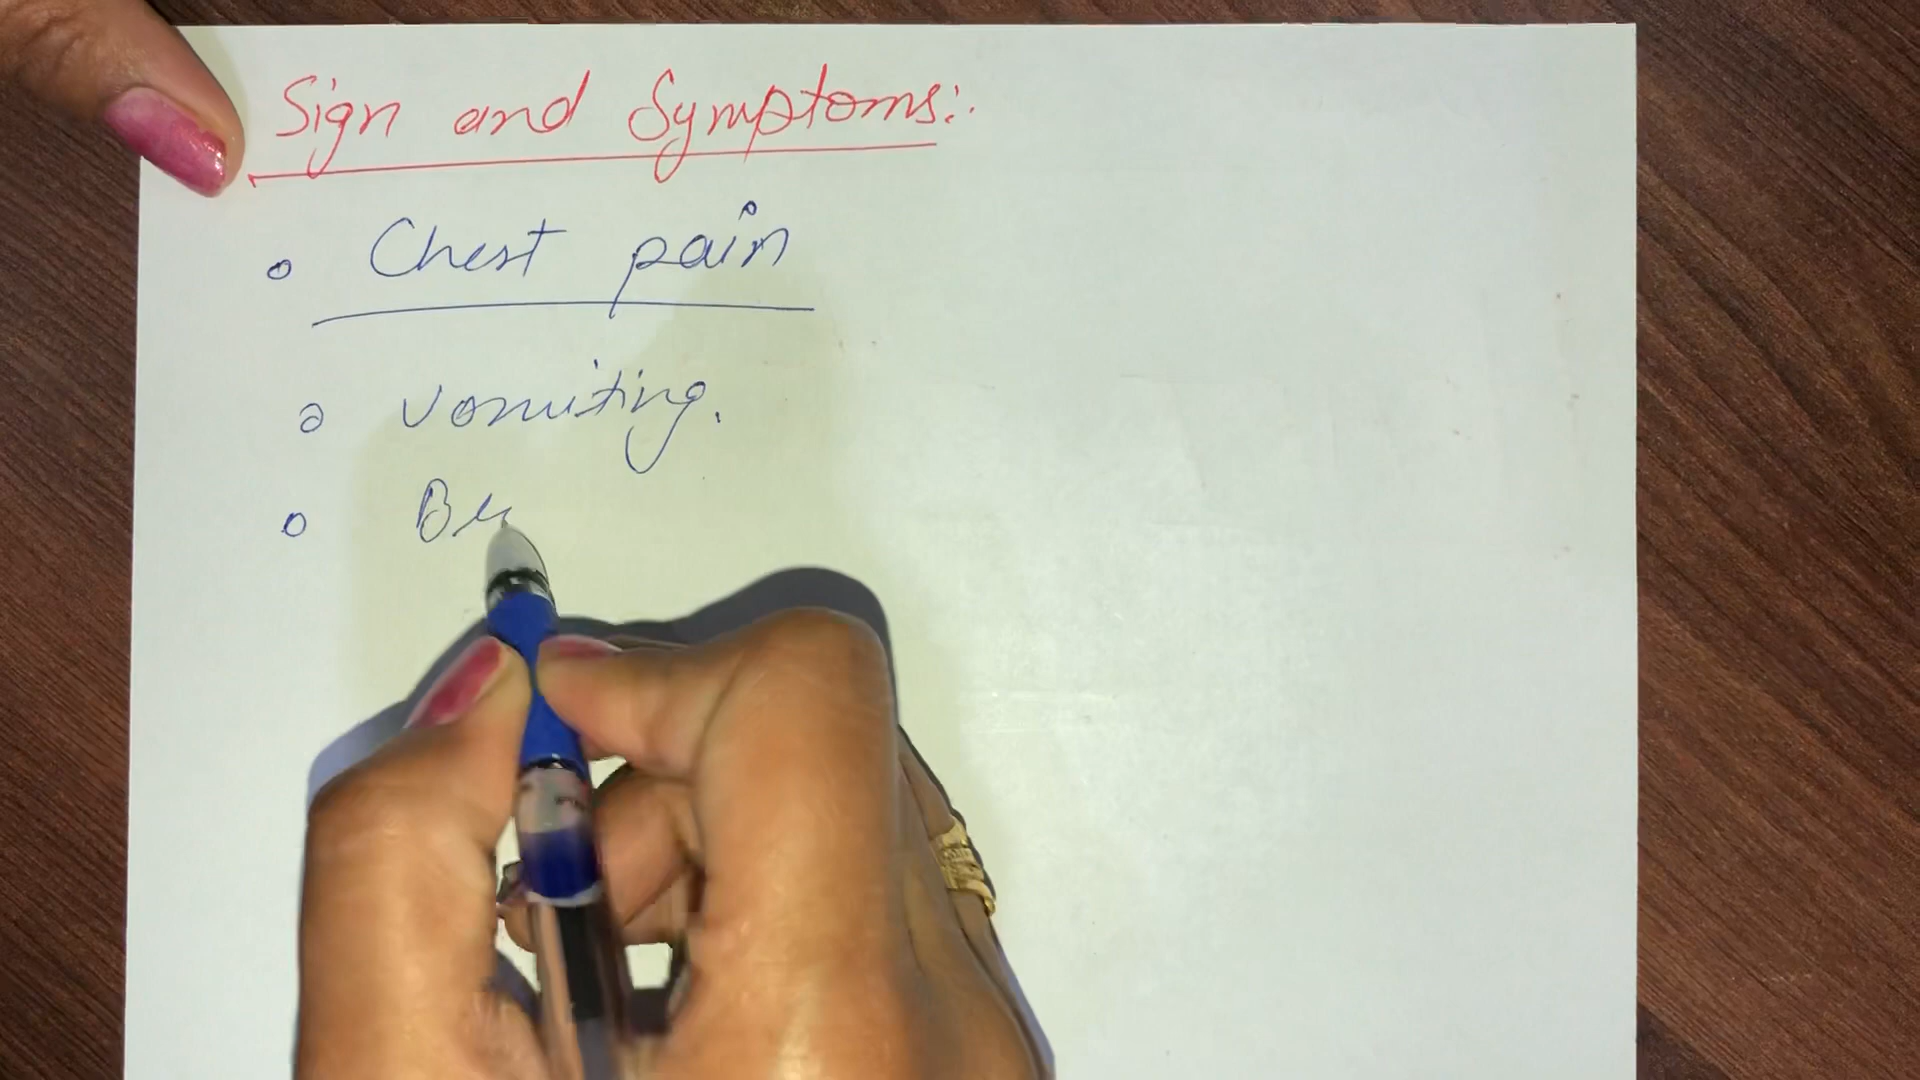 Sign and Symptoms:.
o Chest pain
o Vomiting.
o